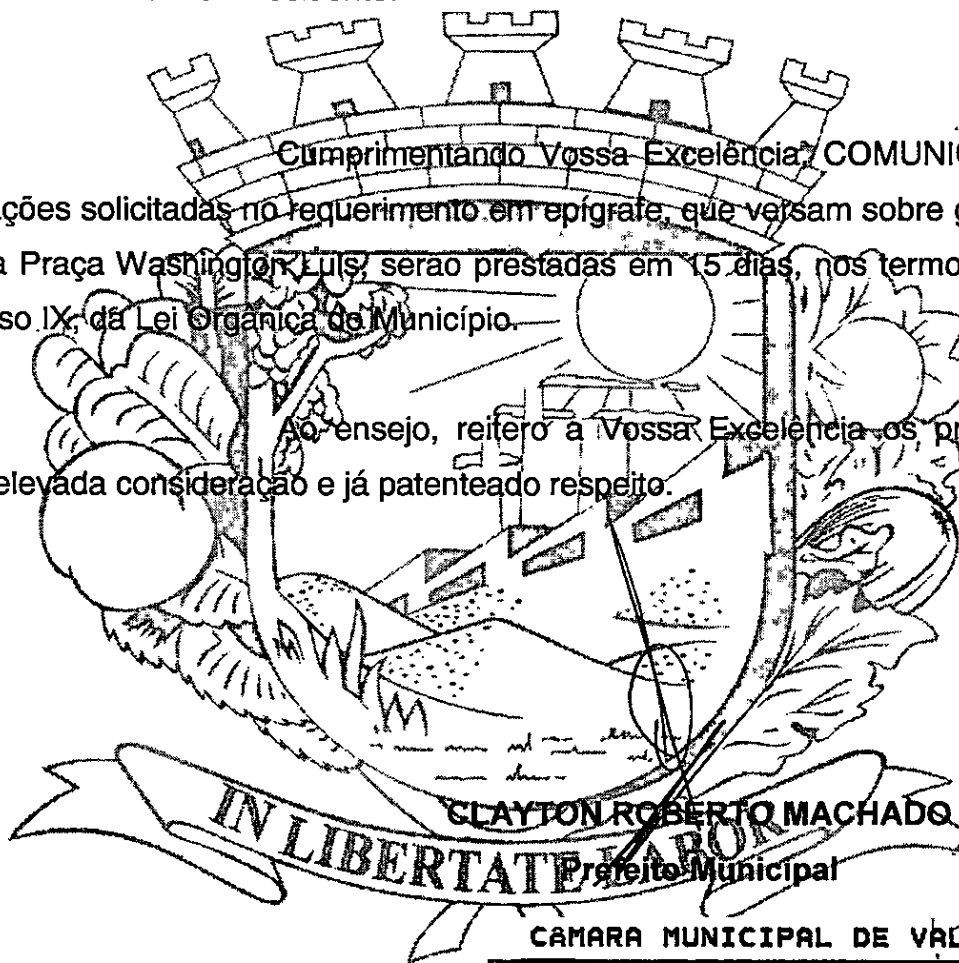 Cumprimentando Vossa Excelência, COMUNI
ações solicitadas no requerimento em epígrafe, que versam sobre
a Praça Washington Luís, serão prestadas em 15 dias, nos termo
so IX, da Lei Orgânica do Município.
Ao ensejo, reitero a Vossa Excelência os pr
elevada consideração e já patenteado respeito.
CLAYTON ROBERTO MACHADO
Prefeito Municipal
IN LIBERTATE LABOR
CAMARA MUNICIPAL DE